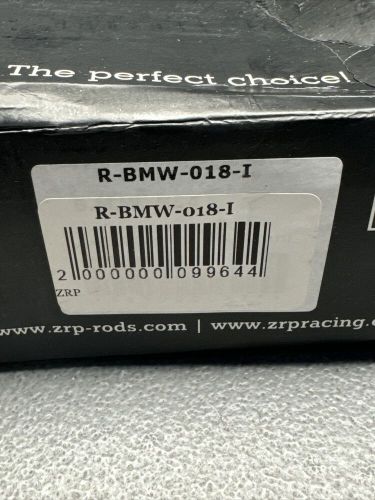 The perfect choice!
R-BMW-018-I
R-BMW-018-I
2 000000 099644
ZRP
www.zrp-rods.com | www.zrpracing.